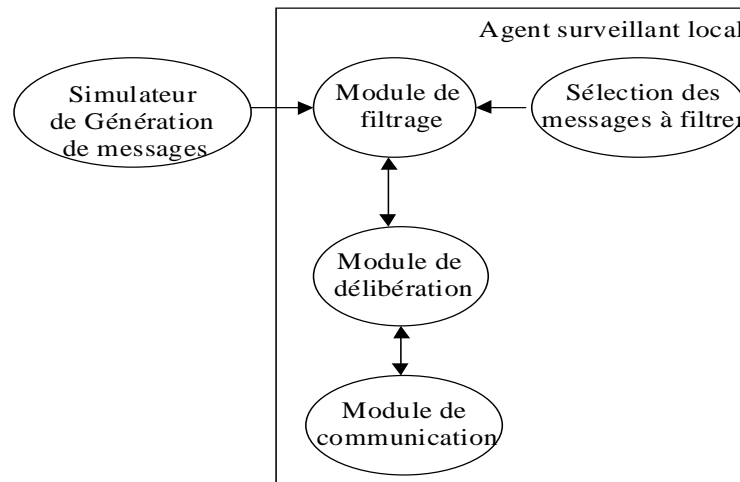 Agent surveillant local
Simulateur
de Génération
de messages
Module de
filtrage
Sélection des
messages à filtrer
Module de
délibération
Module de
communication